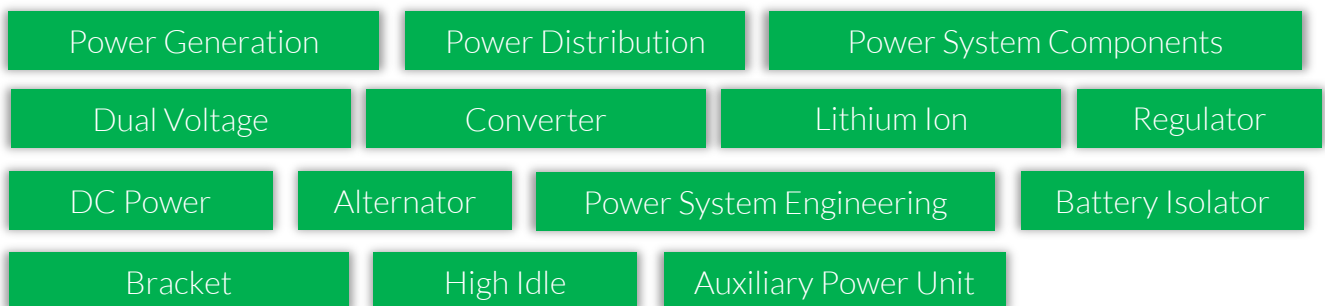 Power Generation Power Distribution Power System Components
Dual Voltage Converter Lithium Ion Regulator
DC Power Alternator Power System Engineering Battery Isolator
Bracket High Idle Auxiliary Power Unit